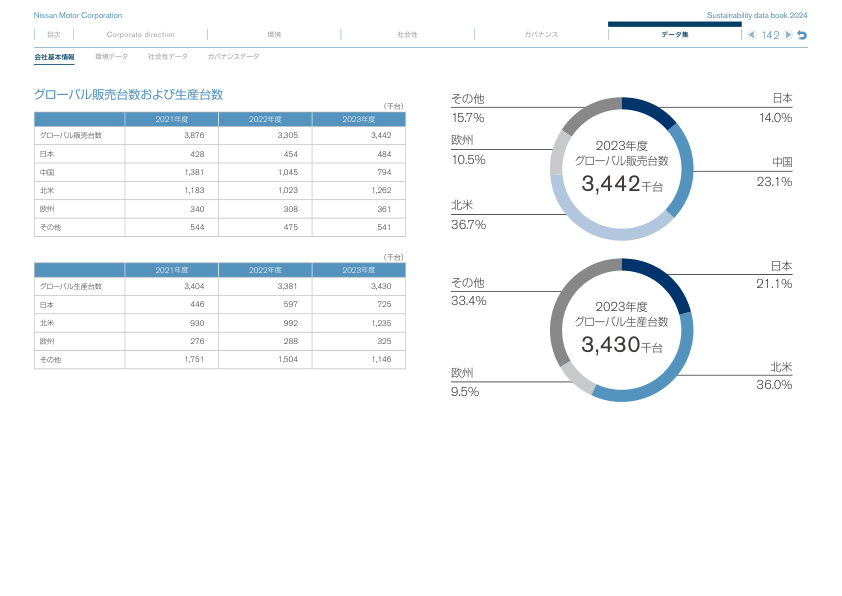 Nissan Motor Corporation
Sustainability data book 2024
目次 Corporate direction 環境 社会性 ガバナンス データ集 142
会社基本情報 環境データ 社会性データ ガバナンスデータ
グローバル販売台数および生産台数
(千台)
2021年度 2022年度 2023年度
グローバル販売台数 3,876 3,305 3,442
日本 428 454 484
中国 1,381 1,045 794
北米 1,183 1,023 1,262
欧州 340 308 361
その他 544 475 541
(千台)
2021年度 2022年度 2023年度
グローバル生産台数 3,404 3,381 3,430
日本 446 597 725
北米 930 992 1,235
欧州 276 288 325
その他 1,751 1,504 1,146
その他
15.7%
日本
14.0%
欧州
10.5%
中国
23.1%
北米
36.7%
2023年度
グローバル販売台数
3,442千台
その他
33.4%
日本
21.1%
欧州
9.5%
北米
36.0%
2023年度
グローバル生産台数
3,430千台